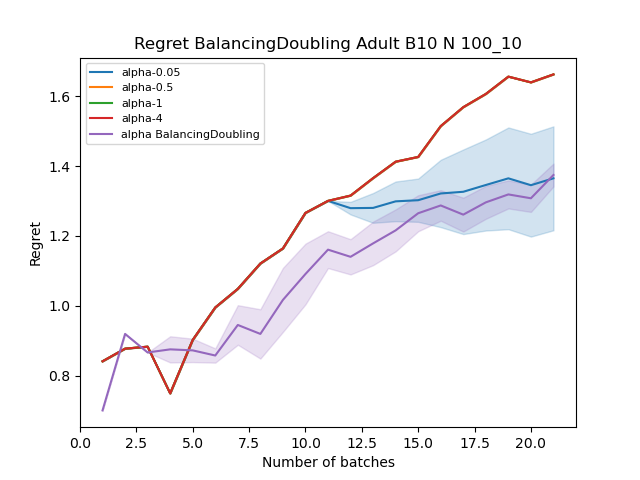 Regret BalancingDoubling Adult B10 N 100_10
alpha-0.05
alpha-0.5
alpha-1
alpha-4
alpha BalancingDoubling
1.6
1.4
1.2
1.0
0.8
Regret
0.0 2.5 5.0 7.5 10.0 12.5 15.0 17.5 20.0
Number of batches